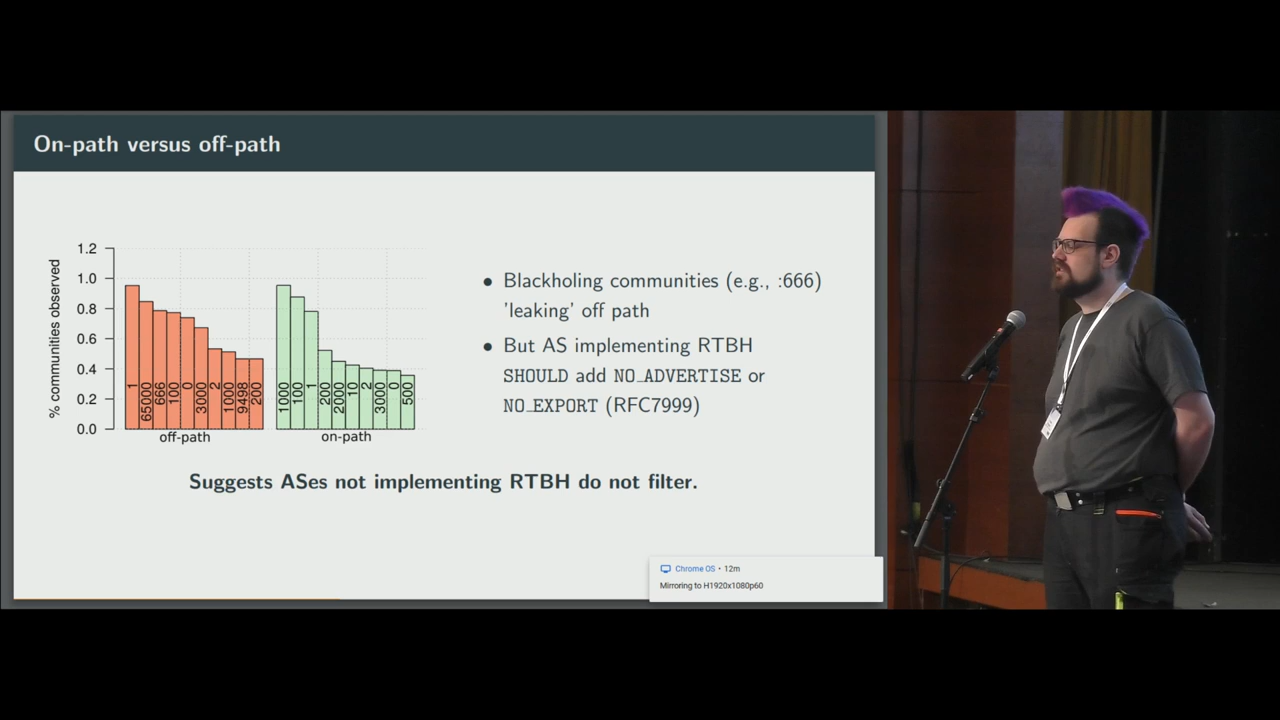 On-path versus off-path
% communities observed
1.2
1.0
0.8
0.6
0.4
0.2
0.0
1
65000
666
100
0
3000
2
1000
9498
200
1000
100
1
200
2000
10
2
3000
0
500
off-path
on-path
• Blackholing communities (e.g., :666)
'leaking' off path
• But AS implementing RTBH
SHOULD add NO_ADVERTISE or
NO_EXPORT (RFC7999)
Suggests ASes not implementing RTBH do not filter.
Chrome OS • 12m
Mirroring to H1920x1080p60